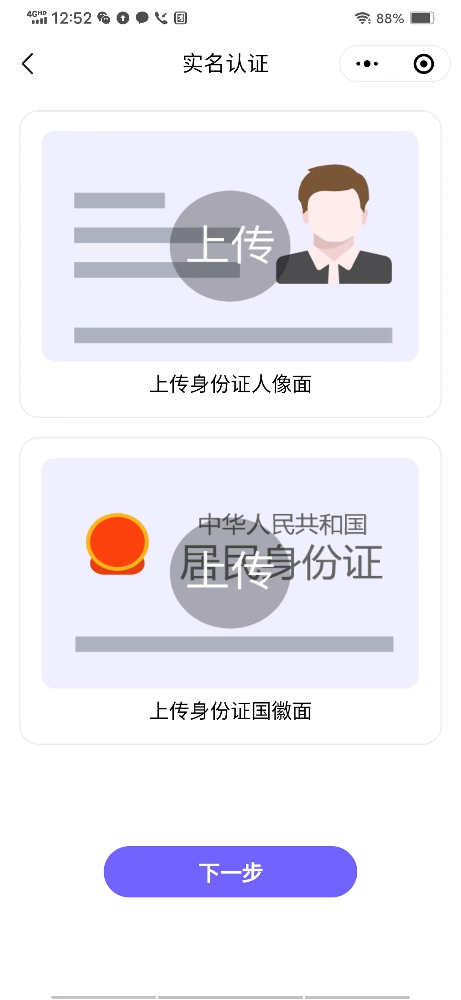 4GHD 12:52 团 88%
实名认证
上传
上传身份证人像面
中华人民共和国
居民身份证
上传
上传身份证国徽面
下一步